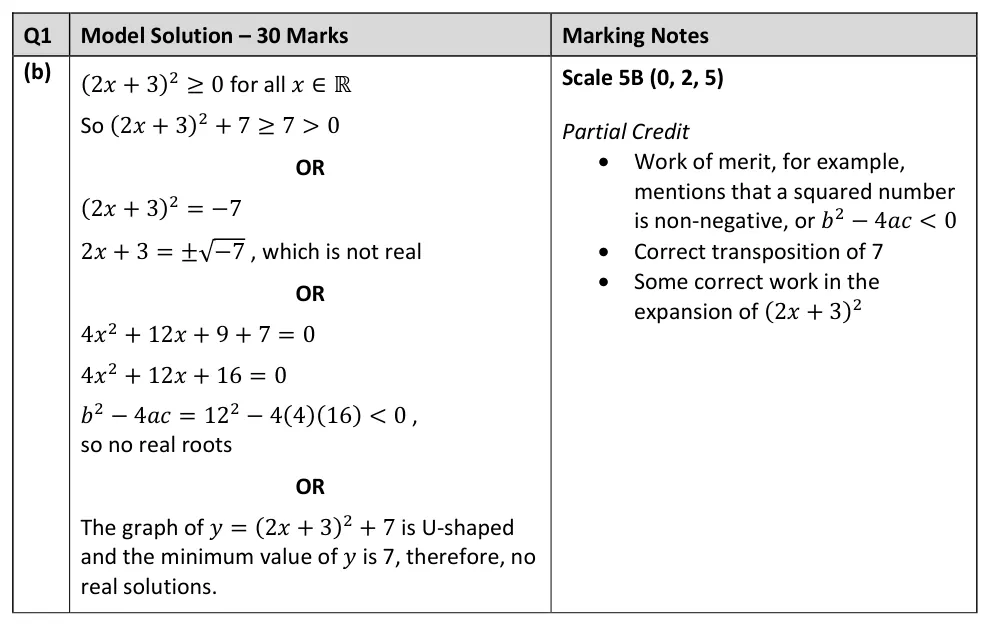 Q1 Model Solution – 30 Marks Marking Notes
(b)
(2x + 3)² ≥ 0 for all x ∈ ℝ
So (2x + 3)² + 7 ≥ 7 > 0
OR
(2x + 3)² = −7
2x + 3 = ±√−7 , which is not real
OR
4x² + 12x + 9 + 7 = 0
4x² + 12x + 16 = 0
b² − 4ac = 12² − 4(4)(16) < 0 ,
so no real roots
OR
The graph of y = (2x + 3)² + 7 is U-shaped
and the minimum value of y is 7, therefore, no
real solutions.
Scale 5B (0, 2, 5)
Partial Credit
• Work of merit, for example,
mentions that a squared number
is non-negative, or b² − 4ac < 0
• Correct transposition of 7
• Some correct work in the
expansion of (2x + 3)²